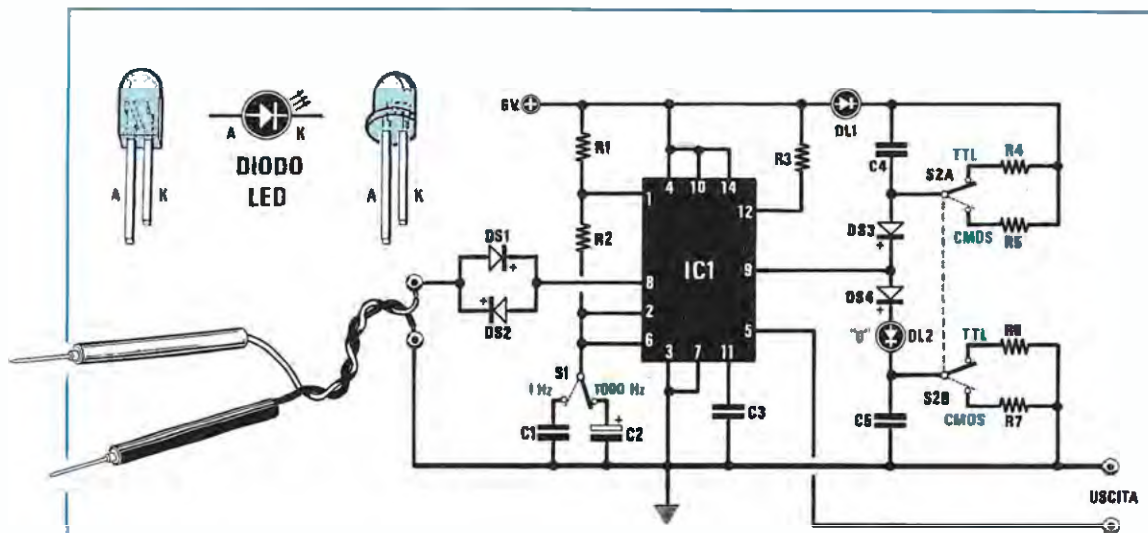 A
K
DIODO
LED
A K
A K
6V.
R1
R2
R3
DL1
C4
TTL
R4
S2A
CMOS
R5
4 10 14
1
12
IC1
8
9
2
6
5
3 7 11
DS1
DS2
DS3
DS4
DL2
"0"
TTL
R6
S2B
CMOS
R7
C5
S1
1 Hz
1000 Hz
C1
C2
C3
USCITA